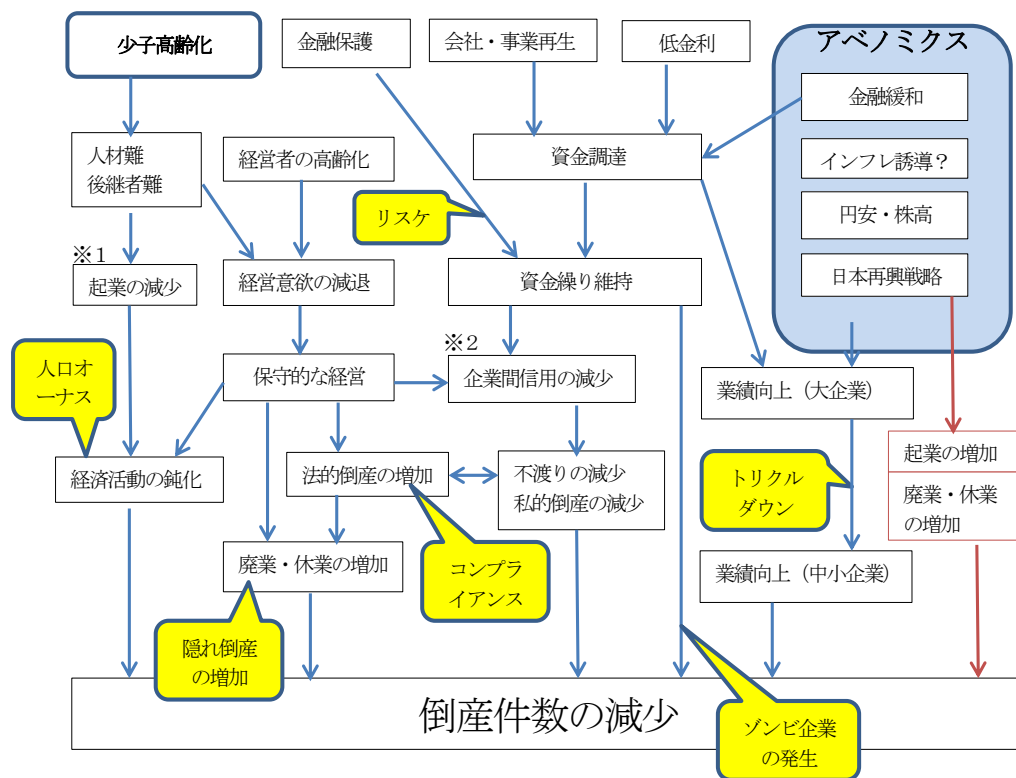 少子高齢化
金融保護
会社・事業再生
低金利
アベノミクス
金融緩和
人材難
後継者難
経営者の高齢化
資金調達
インフレ誘導？
リスケ
円安・株高
※1
起業の減少
経営意欲の減退
資金繰り維持
日本再興戦略
※2
人口オ
ーナス
保守的な経営
企業間信用の減少
業績向上（大企業）
経済活動の鈍化
法的倒産の増加
不渡りの減少
私的倒産の減少
トリクル
ダウン
起業の増加
廃業・休業
の増加
廃業・休業の増加
コンプラ
イアンス
業績向上（中小企業）
隠れ倒産
の増加
倒産件数の減少
ゾンビ企業
の発生